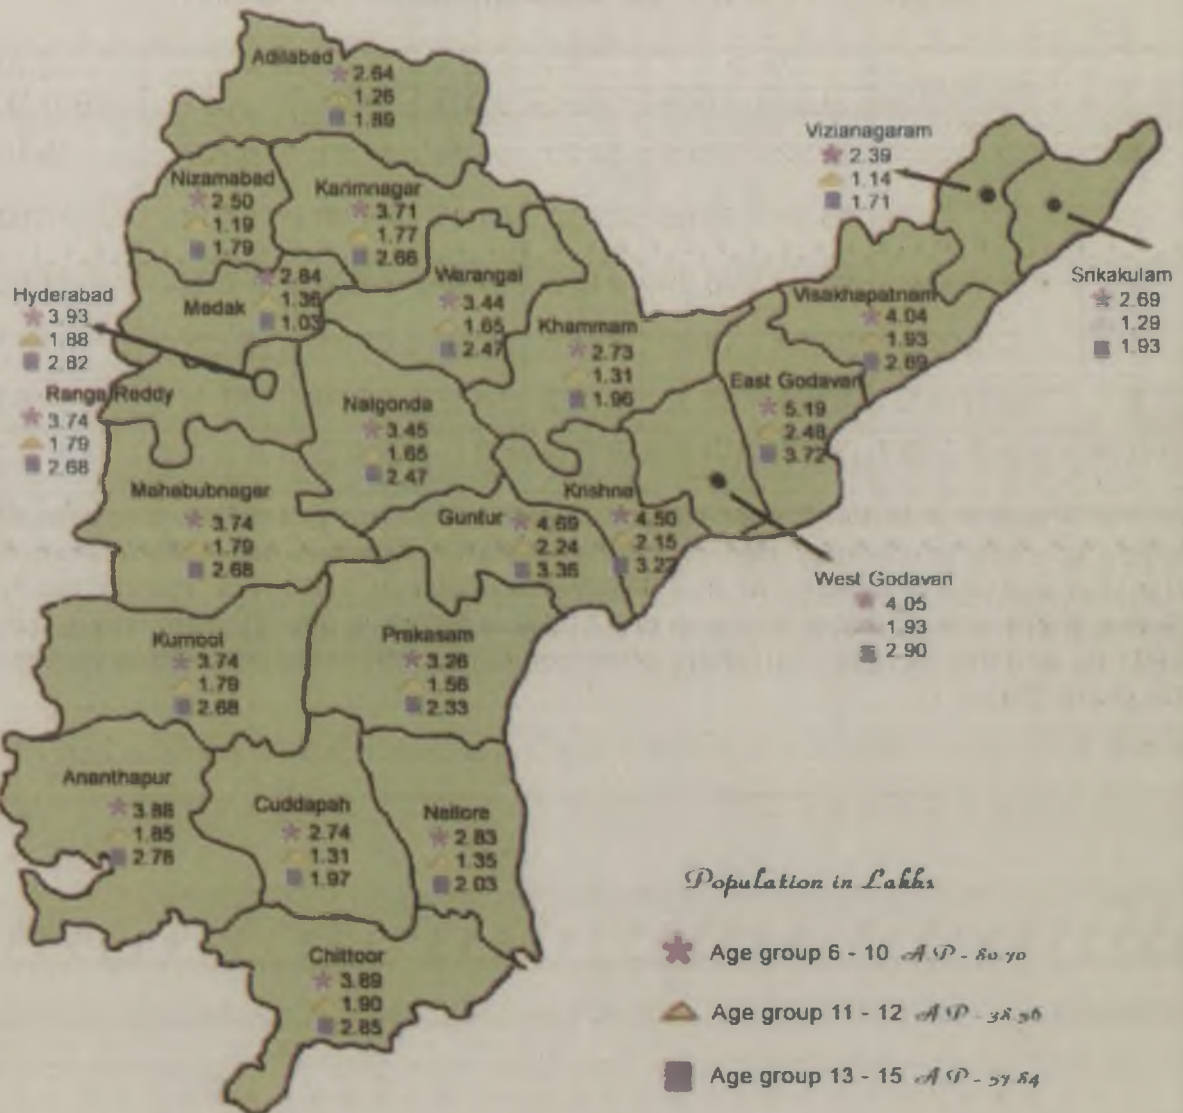 Adilabad
2.64
1.26
1.89
Vizianagaram
2.39
1.14
1.71
Nizamabad
2.50
1.19
1.79
Karimnagar
3.71
1.77
2.66
Srikakulam
2.69
1.29
1.93
Hyderabad
3.93
1.88
2.82
Medak
2.84
1.36
1.03
Warangal
3.44
1.65
2.47
Visakhapatnam
4.04
1.93
2.89
Khammam
2.73
1.31
1.96
Ranga Reddy
3.74
1.79
2.68
Nalgonda
3.45
1.65
2.47
East Godavari
5.19
2.48
3.72
Mahabubnagar
3.74
1.79
2.68
Guntur
4.69
2.24
3.36
Krishna
4.50
2.15
3.22
West Godavari
4.05
1.93
2.90
Kurnool
3.74
1.79
2.68
Prakasam
3.26
1.56
2.33
Ananthapur
3.88
1.85
2.78
Cuddapah
2.74
1.31
1.97
Nellore
2.83
1.35
2.03
Chittoor
3.89
1.90
2.85
Population in Lakhs
Age group 6 - 10 AP - 80.70
Age group 11 - 12 AP - 38.56
Age group 13 - 15 AP - 57.84